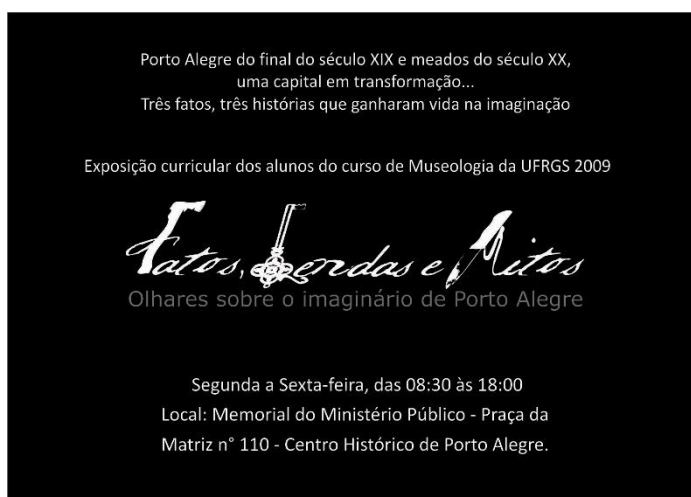 Porto Alegre do final do século XIX e meados do século XX,
uma capital em transformação...
Três fatos, três histórias que ganharam vida na imaginação
Exposição curricular dos alunos do curso de Museologia da UFRGS 2009
Fatos, Lendas e Mitos
Olhares sobre o imaginário de Porto Alegre
Segunda a Sexta-feira, das 08:30 às 18:00
Local: Memorial do Ministério Público - Praça da
Matriz n° 110 - Centro Histórico de Porto Alegre.